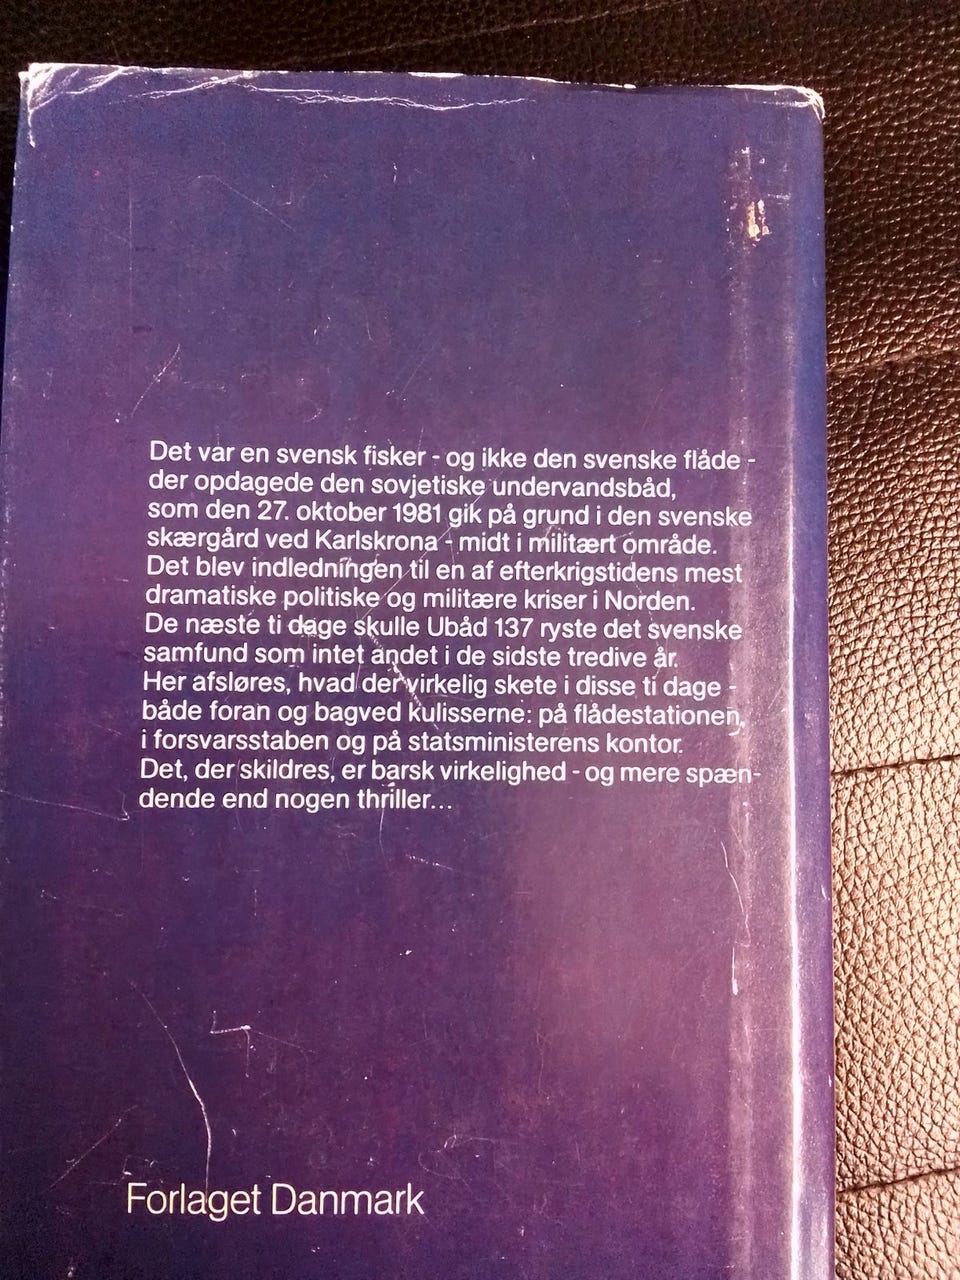 Det var en svensk fisker - og ikke den svenske flåde -
der opdagede den sovjetiske undervandsbåd,
som den 27. oktober 1981 gik på grund i den svenske
skærgård ved Karlskrona - midt i militært område.
Det blev indledningen til en af efterkrigstidens mest
dramatiske politiske og militære kriser i Norden.
De næste ti dage skulle Ubåd 137 ryste det svenske
samfund som intet andet i de sidste tredive år.
Her afsløres, hvad der virkelig skete i disse ti dage -
både foran og bagved kulisserne: på flådestationen,
i forsvarsstaben og på statsministerens kontor.
Det, der skildres, er barsk virkelighed - og mere spæn-
dende end nogen thriller...
Forlaget Danmark